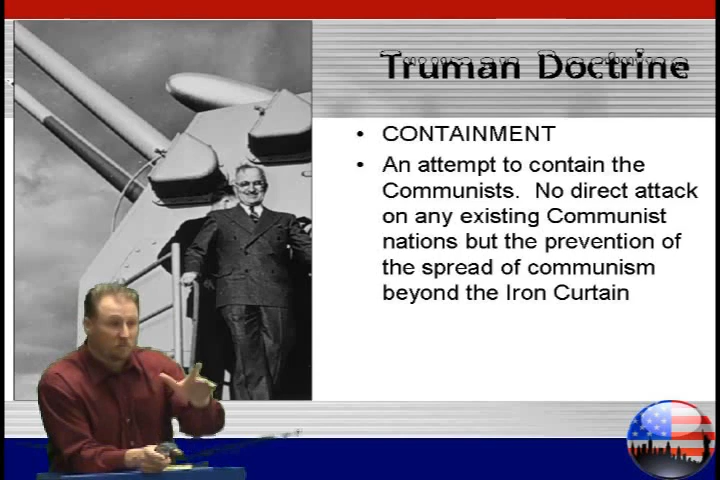 Truman Doctrine
• CONTAINMENT
• An attempt to contain the
Communists. No direct attack
on any existing Communist
nations but the prevention of
the spread of communism
beyond the Iron Curtain